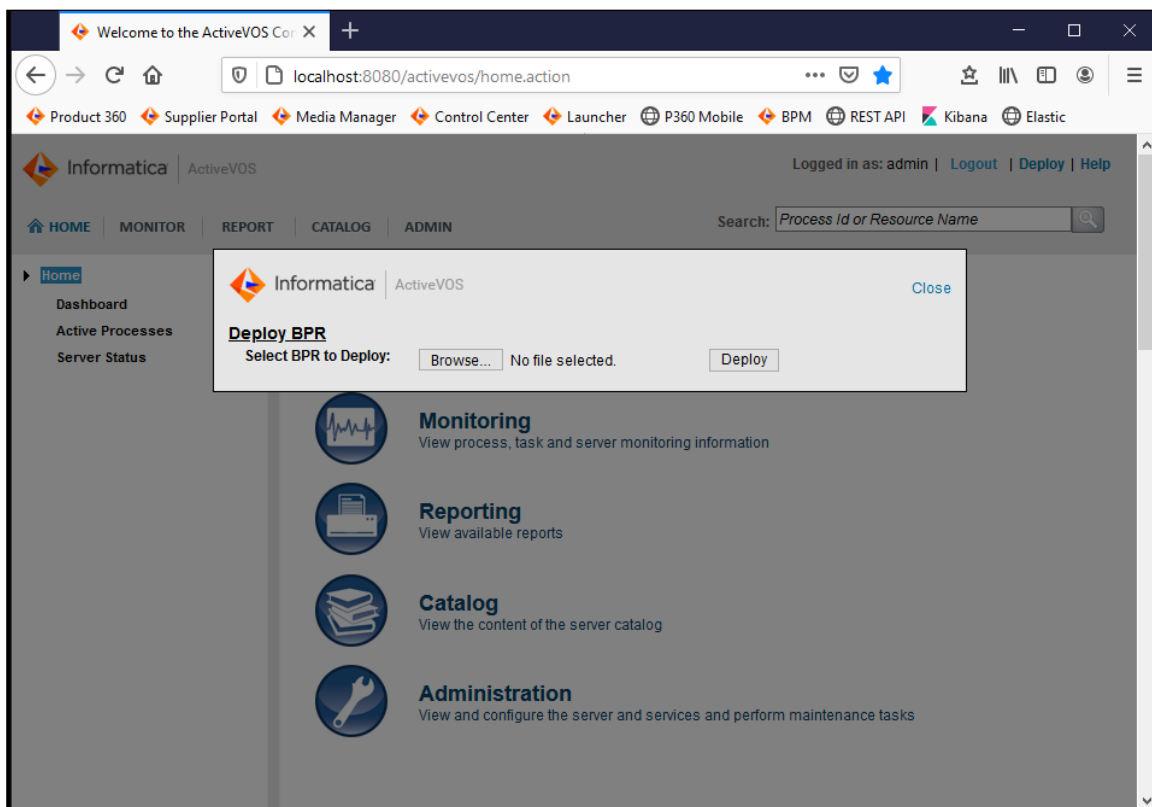 Welcome to the ActiveVOS Con
localhost:8080/activevos/home.action
Product 360 Supplier Portal Media Manager Control Center Launcher P360 Mobile BPM REST API Kibana Elastic
Informatica ActiveVOS
Logged in as: admin | Logout | Deploy | Help
HOME MONITOR REPORT CATALOG ADMIN
Search: Process Id or Resource Name
Home
Dashboard
Active Processes
Server Status
Informatica ActiveVOS
Close
Deploy BPR
Select BPR to Deploy: Browse... No file selected. Deploy
Monitoring
View process, task and server monitoring information
Reporting
View available reports
Catalog
View the content of the server catalog
Administration
View and configure the server and services and perform maintenance tasks